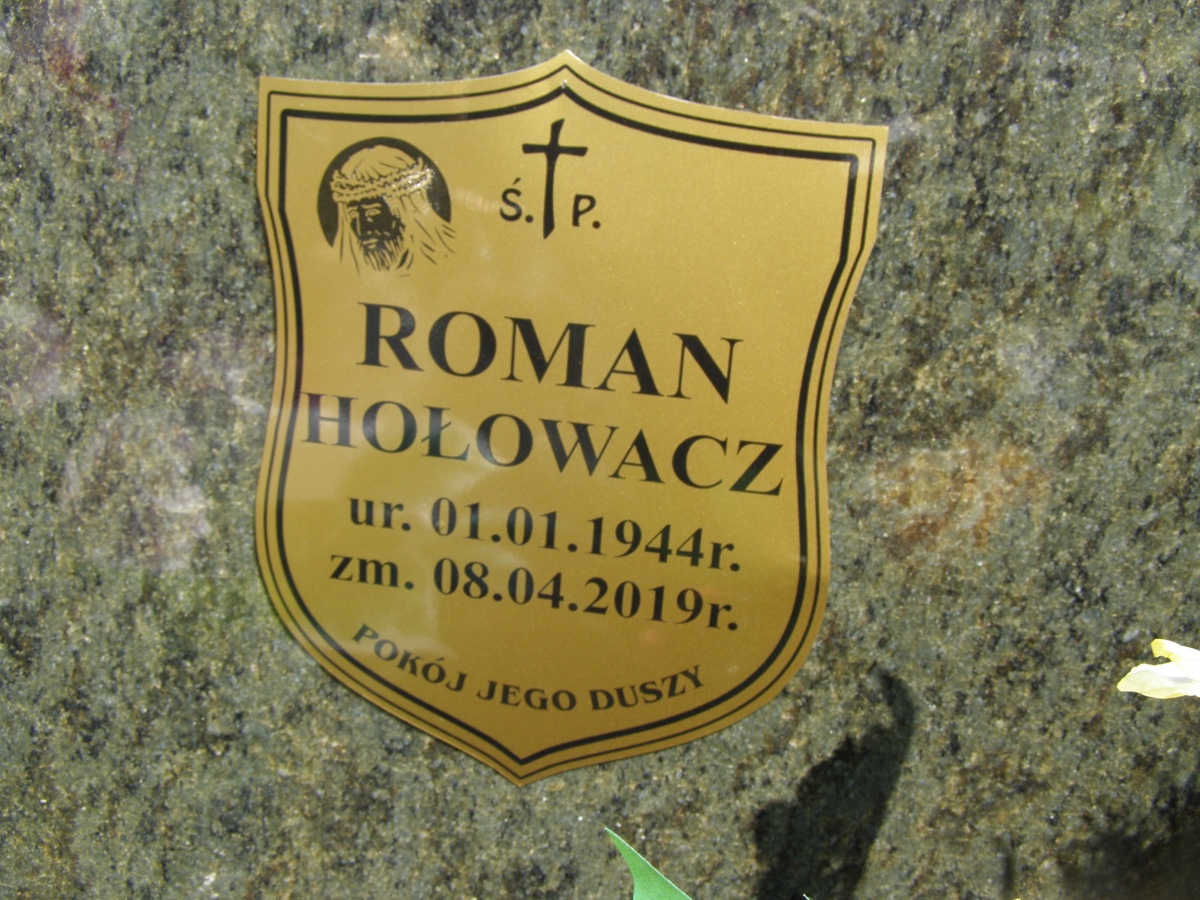 Ś. P.
ROMAN
HOŁOWACZ
ur. 01.01.1944r.
zm. 08.04.2019r.
POKÓJ JEGO DUSZY